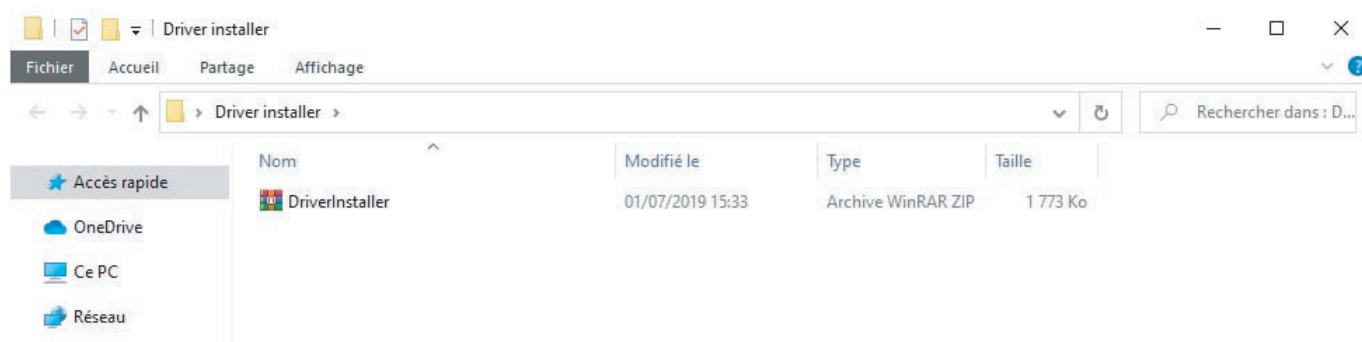 Driver installer
Fichier Accueil Partage Affichage
Driver installer
Rechercher dans : D...
Nom Modifié le Type Taille
Accès rapide
DriverInstaller 01/07/2019 15:33 Archive WinRAR ZIP 1 773 Ko
OneDrive
Ce PC
Réseau